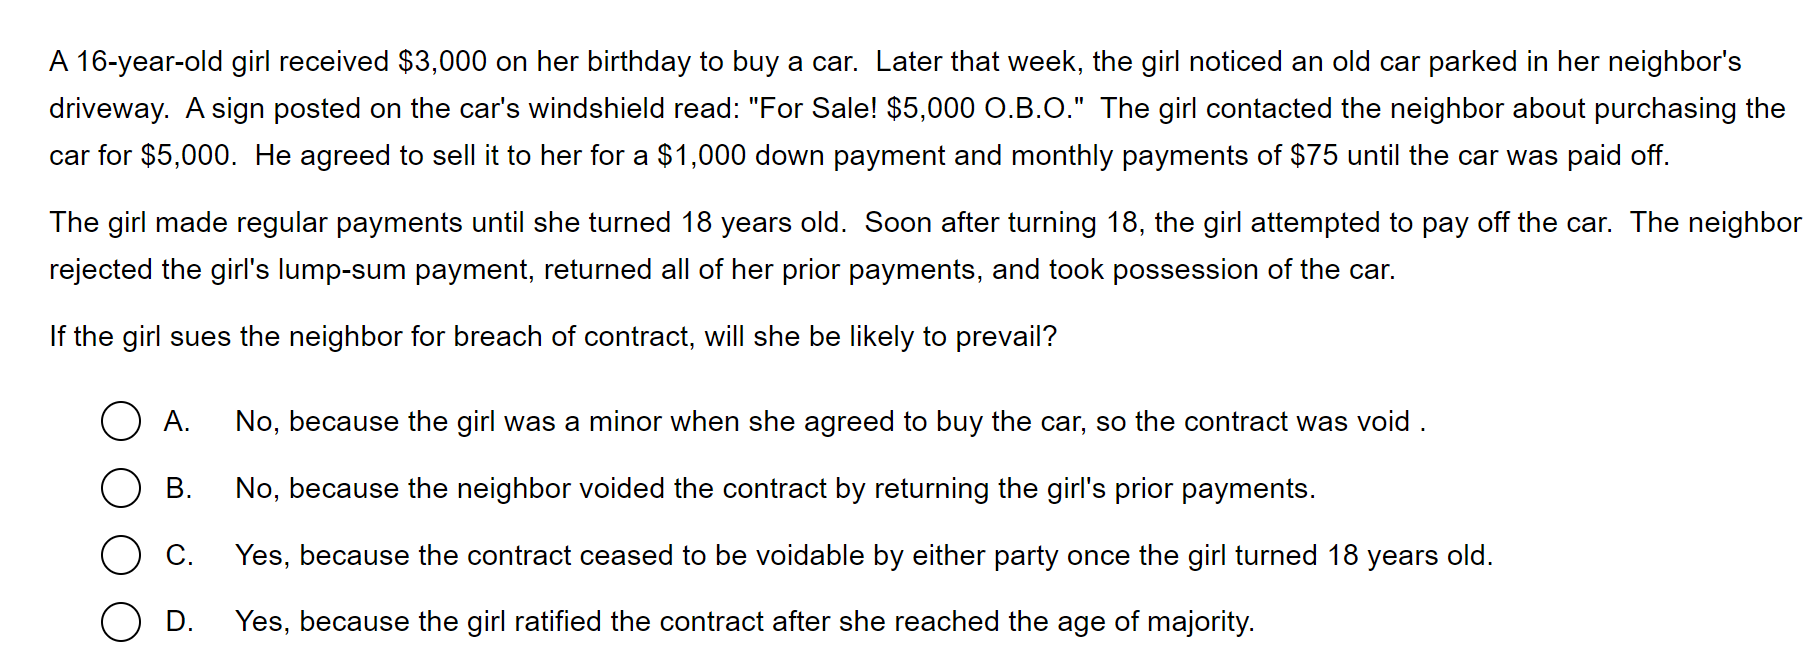 A 16-year-old girl received $3,000 on her birthday to buy a car.  Later that week, the girl noticed an old car parked in her neighbor's
driveway.  A sign posted on the car's windshield read: "For Sale! $5,000 O.B.O."  The girl contacted the neighbor about purchasing the
car for $5,000.  He agreed to sell it to her for a $1,000 down payment and monthly payments of $75 until the car was paid off.
The girl made regular payments until she turned 18 years old.  Soon after turning 18, the girl attempted to pay off the car.  The neighbor
rejected the girl's lump-sum payment, returned all of her prior payments, and took possession of the car.
If the girl sues the neighbor for breach of contract, will she be likely to prevail?
A. No, because the girl was a minor when she agreed to buy the car, so the contract was void .
B. No, because the neighbor voided the contract by returning the girl's prior payments.
C. Yes, because the contract ceased to be voidable by either party once the girl turned 18 years old.
D. Yes, because the girl ratified the contract after she reached the age of majority.